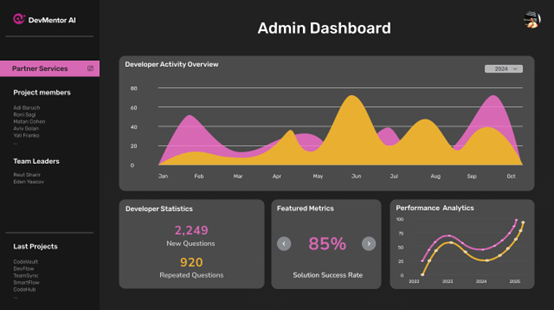 DevMentor AI
Admin Dashboard
Partner Services
Project members
Adi Baruch
Roni Sagi
Matan Cohen
Aviv Golan
Yali Franko
...
Team Leaders
Reut Sharn
Eden Yaacov
Last Projects
CodeVault
DevFlow
TeamSync
SmartFlow
CodeHub
...
Developer Activity Overview
2024
80
60
40
20
0
Jan Feb Mar Apr May Jun Jul Aug Sep Oct
Developer Statistics
2,249
New Questions
920
Repeated Questions
Featured Metrics
85%
Solution Success Rate
Performance Analytics
100
75
50
25
0
2022 2023 2024 2025